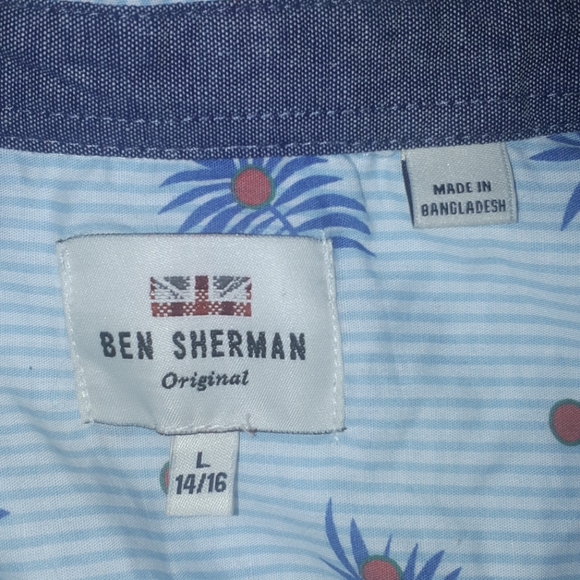 MADE IN
BANGLADESH
BEN SHERMAN
Original
L
14/16